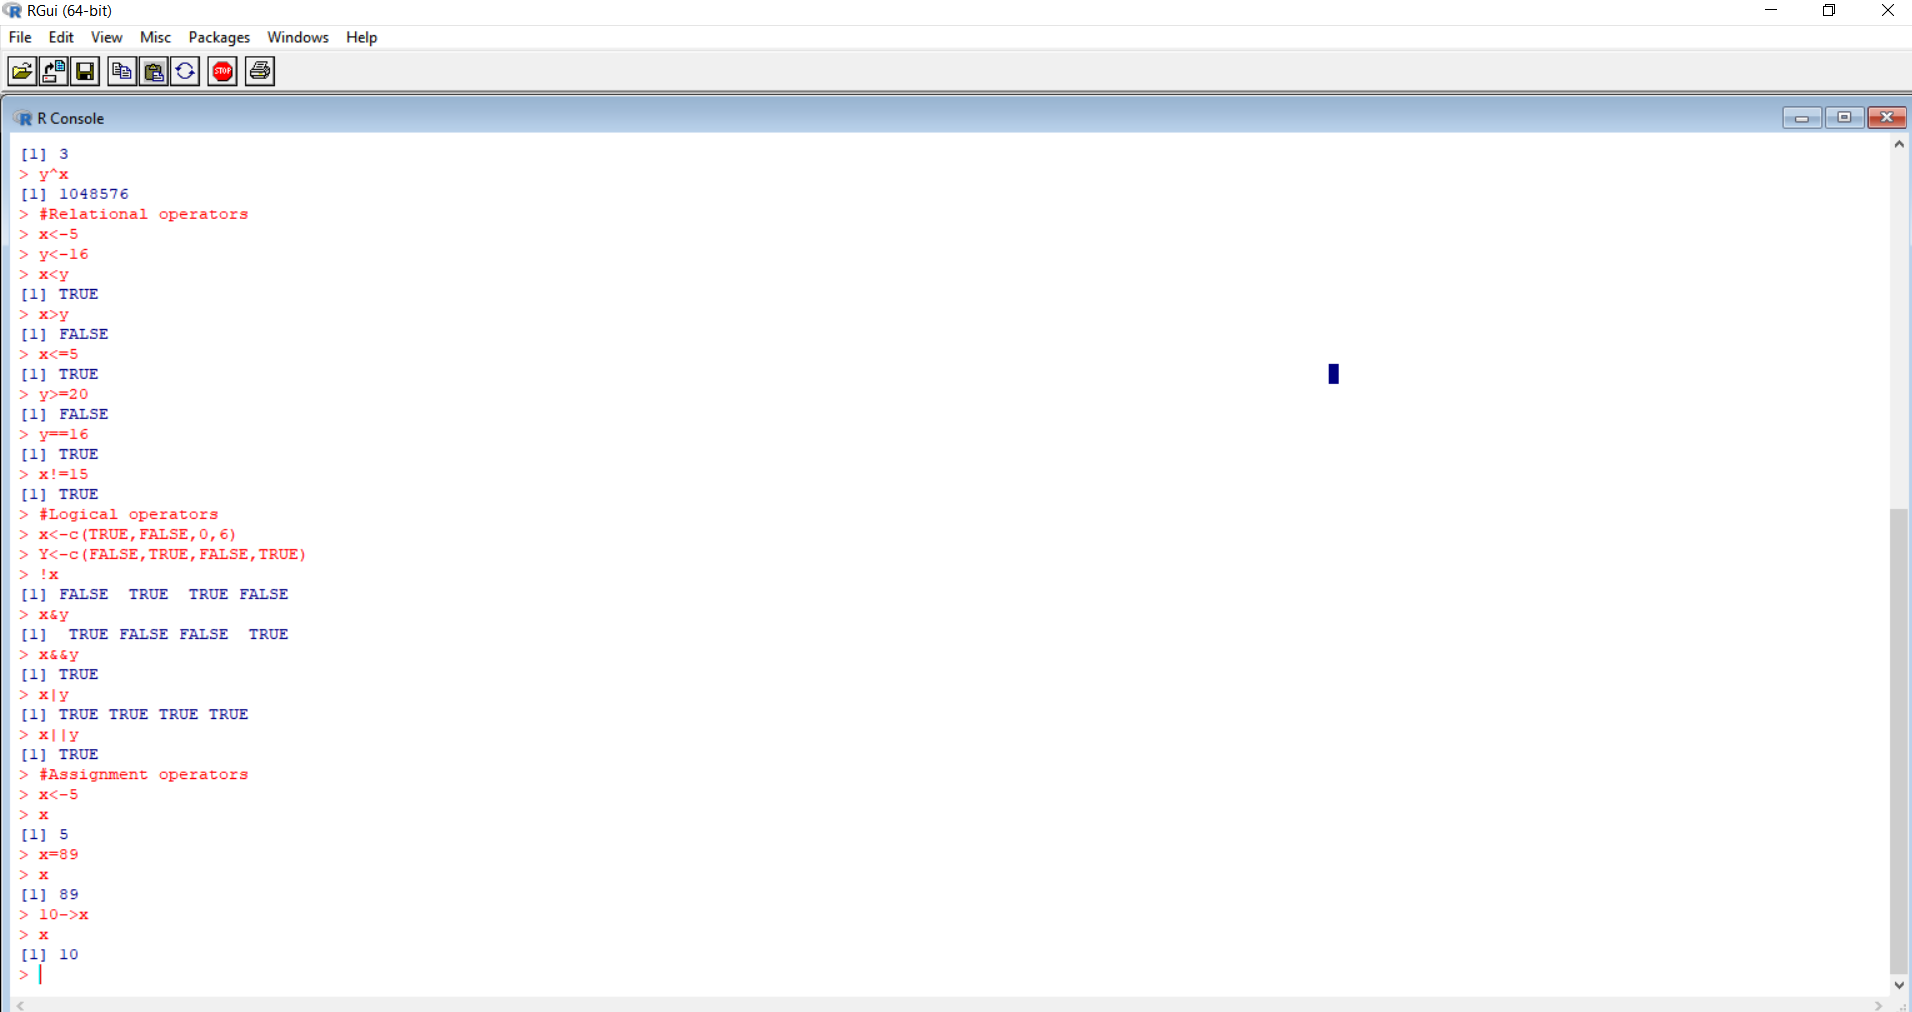 RGui (64-bit)
File Edit View Misc Packages Windows Help
STOP
R Console
[1] 3
> y^x
[1] 1048576
> #Relational operators
> x<-5
> y<-16
> x<y
[1] TRUE
> x>y
[1] FALSE
> x<=5
[1] TRUE
> y>=20
[1] FALSE
> y==16
[1] TRUE
> x!=15
[1] TRUE
> #Logical operators
> x<-c(TRUE,FALSE,0,6)
> Y<-c(FALSE,TRUE,FALSE,TRUE)
> !x
[1] FALSE  TRUE  TRUE FALSE
> x&y
[1]  TRUE FALSE FALSE  TRUE
> x&&y
[1] TRUE
> x|y
[1] TRUE TRUE TRUE TRUE
> x||y
[1] TRUE
> #Assignment operators
> x<-5
> x
[1] 5
> x=89
> x
[1] 89
> 10->x
> x
[1] 10
>